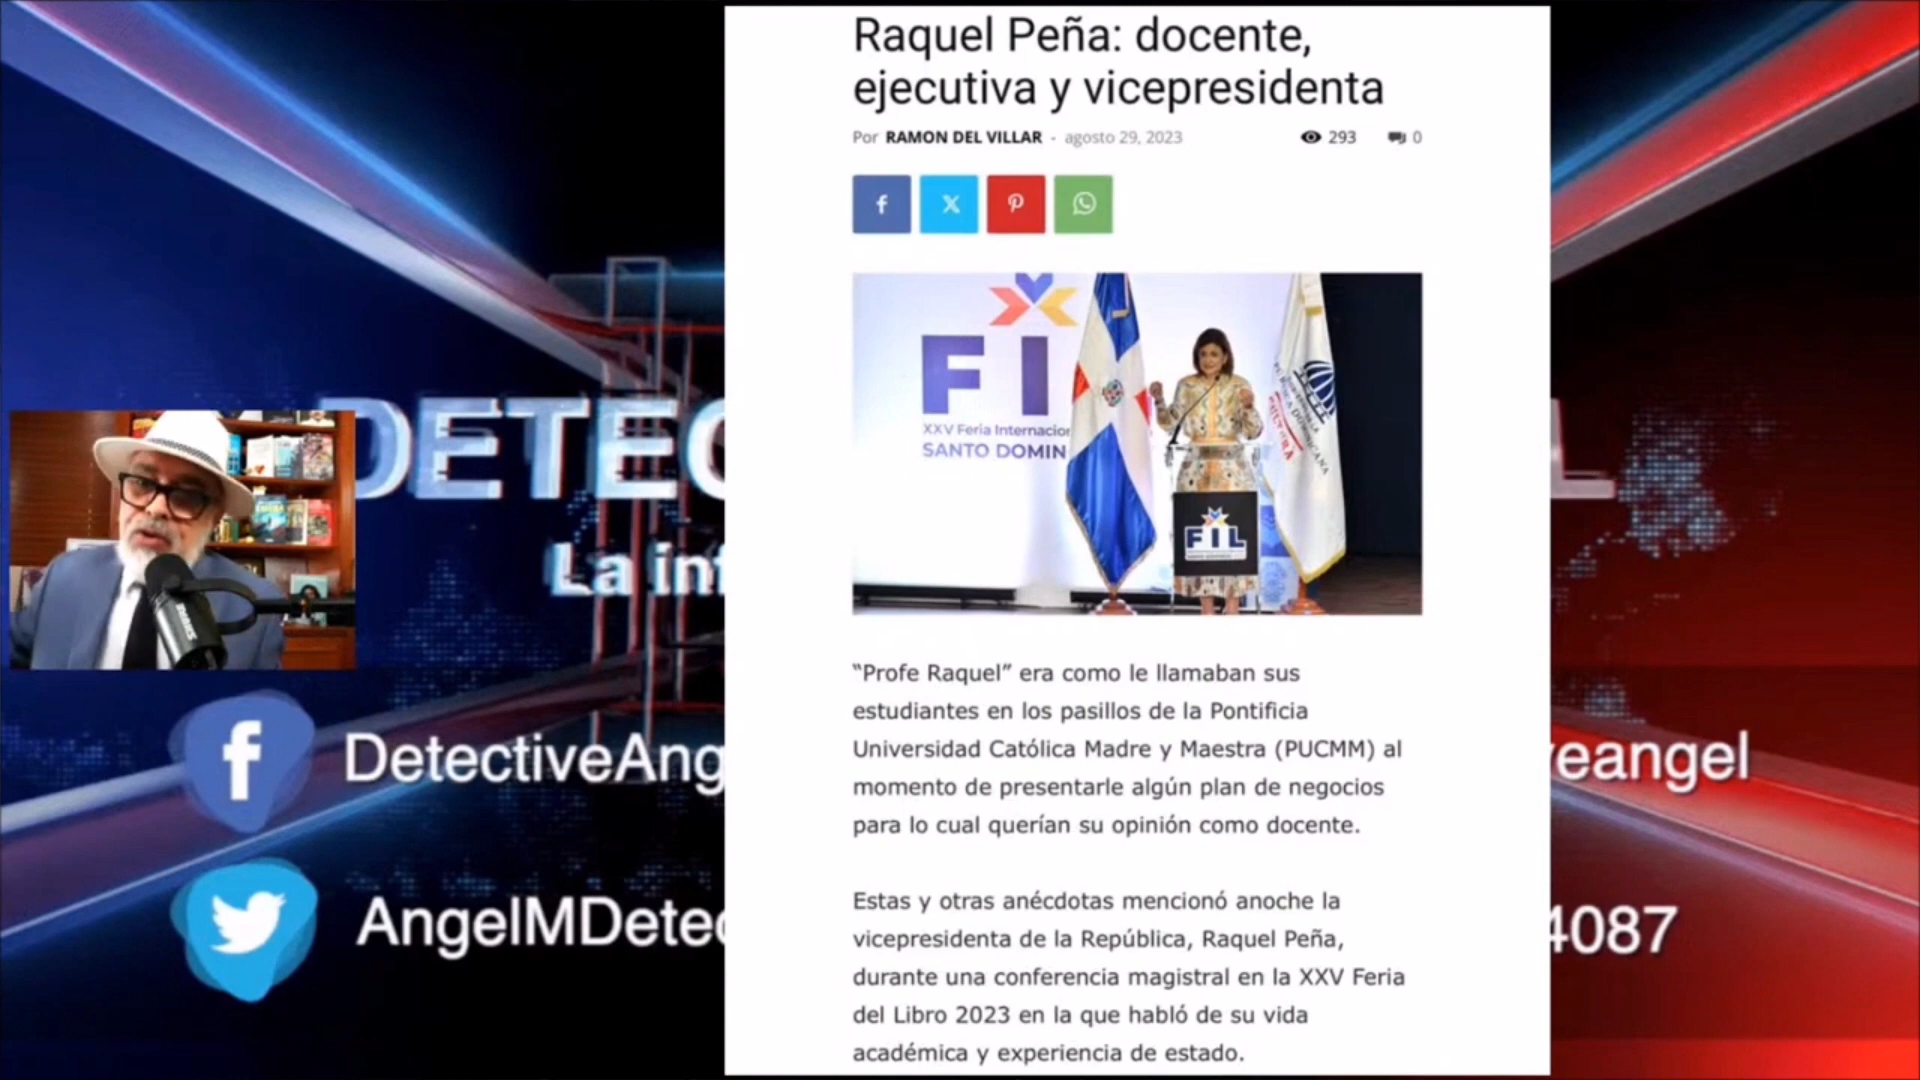 Raquel Peña: docente,
ejecutiva y vicepresidenta
Por RAMON DEL VILLAR - agosto 29, 2023 293 0
FI
XXV Feria Internacion
SANTO DOMIN
FIL
DETEC
La inf
DetectiveAng
veangel
AngelMDetec
4087
“Profe Raquel” era como le llamaban sus
estudiantes en los pasillos de la Pontificia
Universidad Católica Madre y Maestra (PUCMM) al
momento de presentarle algún plan de negocios
para lo cual querían su opinión como docente.
Estas y otras anécdotas mencionó anoche la
vicepresidenta de la República, Raquel Peña,
durante una conferencia magistral en la XXV Feria
del Libro 2023 en la que habló de su vida
académica y experiencia de estado.